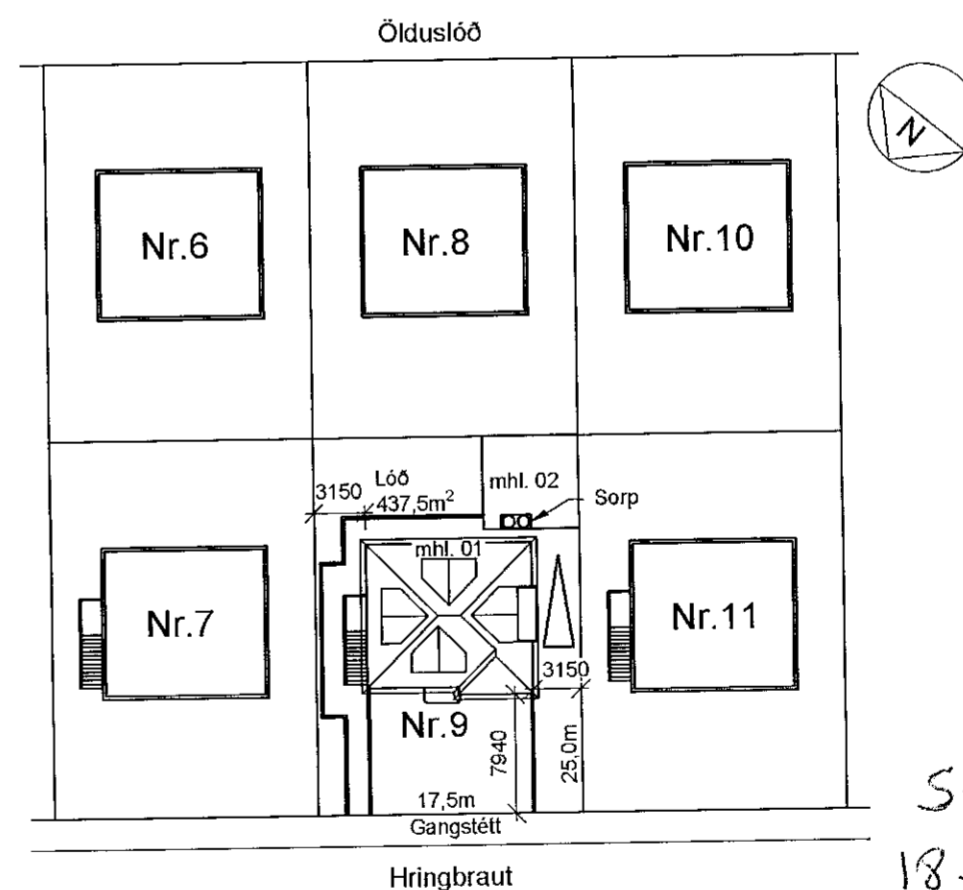 Ölduslóð
N
Nr.6
Nr.8
Nr.10
Lóð
3150
437,5m²
mhl. 02
Sorp
mhl. 01
Nr.7
Nr.11
3150
Nr.9
7940
25,0m
17,5m
Gangstétt
Hringbraut
S
18.